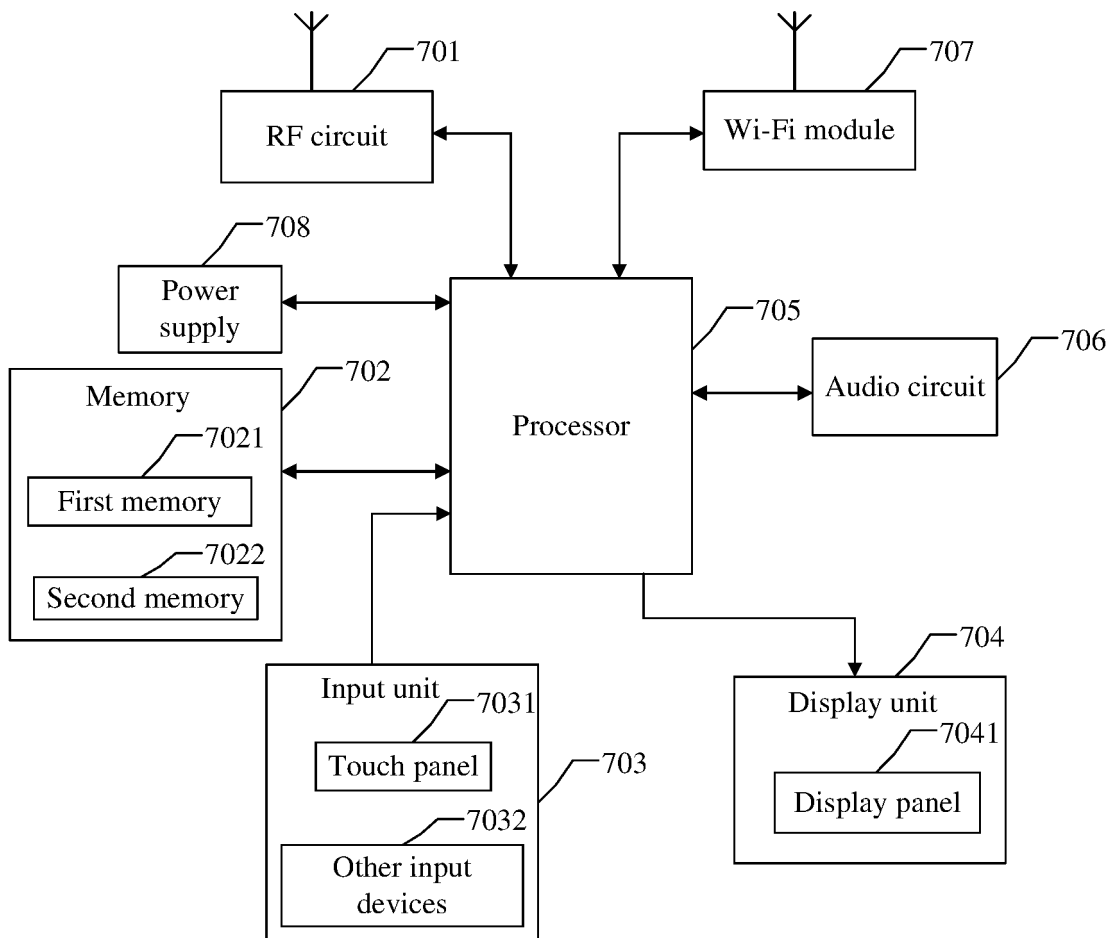 701
RF circuit
707
Wi-Fi module
708
Power
supply
705
Processor
706
Audio circuit
702
Memory
7021
First memory
7022
Second memory
703
Input unit
7031
Touch panel
7032
Other input
devices
704
Display unit
7041
Display panel